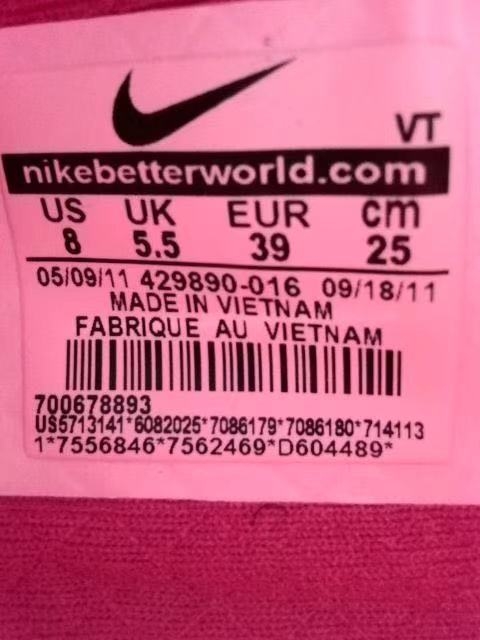 VT
nikebetterworld.com
US UK EUR cm
8 5.5 39 25
05/09/11 429890-016 09/18/11
MADE IN VIETNAM
FABRIQUE AU VIETNAM
700678893
US5713141*6082025*7086179*7086180*714113
1*7556846*7562469*D604489*